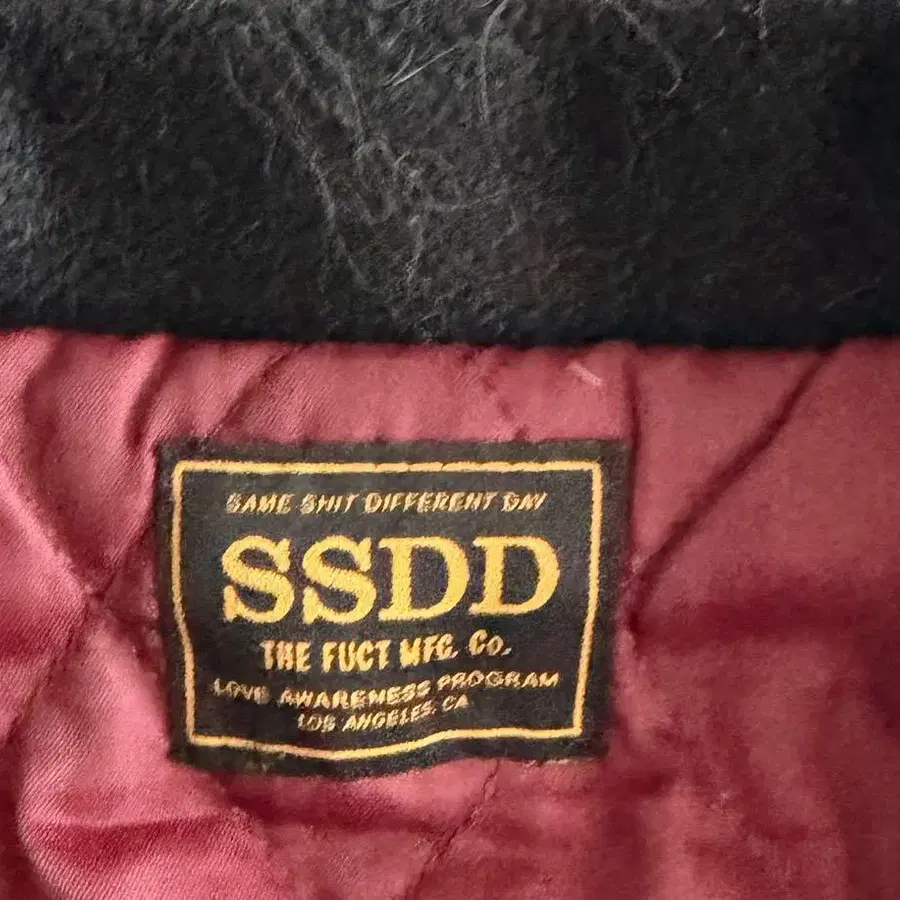 SAME SHIT DIFFERENT DAY
SSDD
THE FUCT MFG. CO.
LOVE AWARENESS PROGRAM
LOS ANGELES. CA